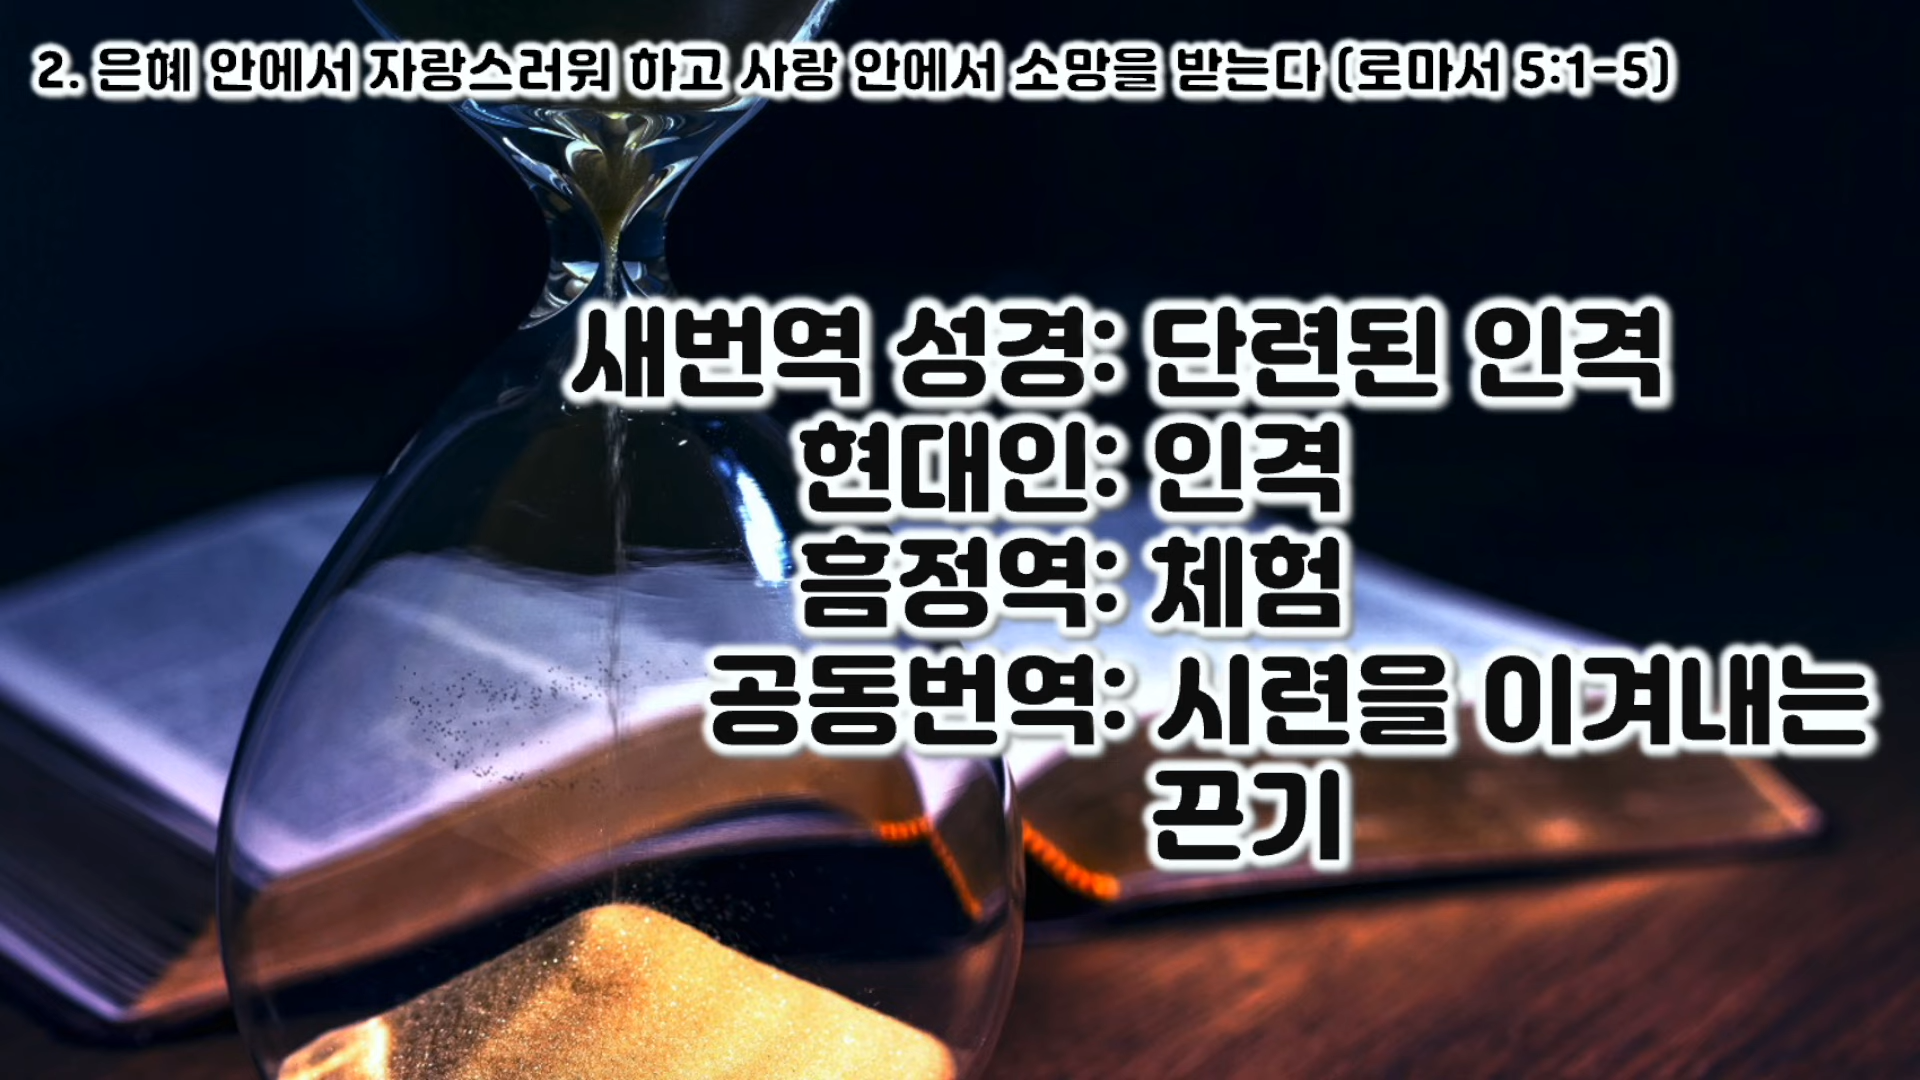 2. 은혜 안에서 자랑스러워 하고 사랑 안에서 소망을 받는다 (로마서 5:1-5)
새번역 성경: 단련된 인격
현대인: 인격
흠정역: 체험
공동번역: 시련을 이겨내는
끈기